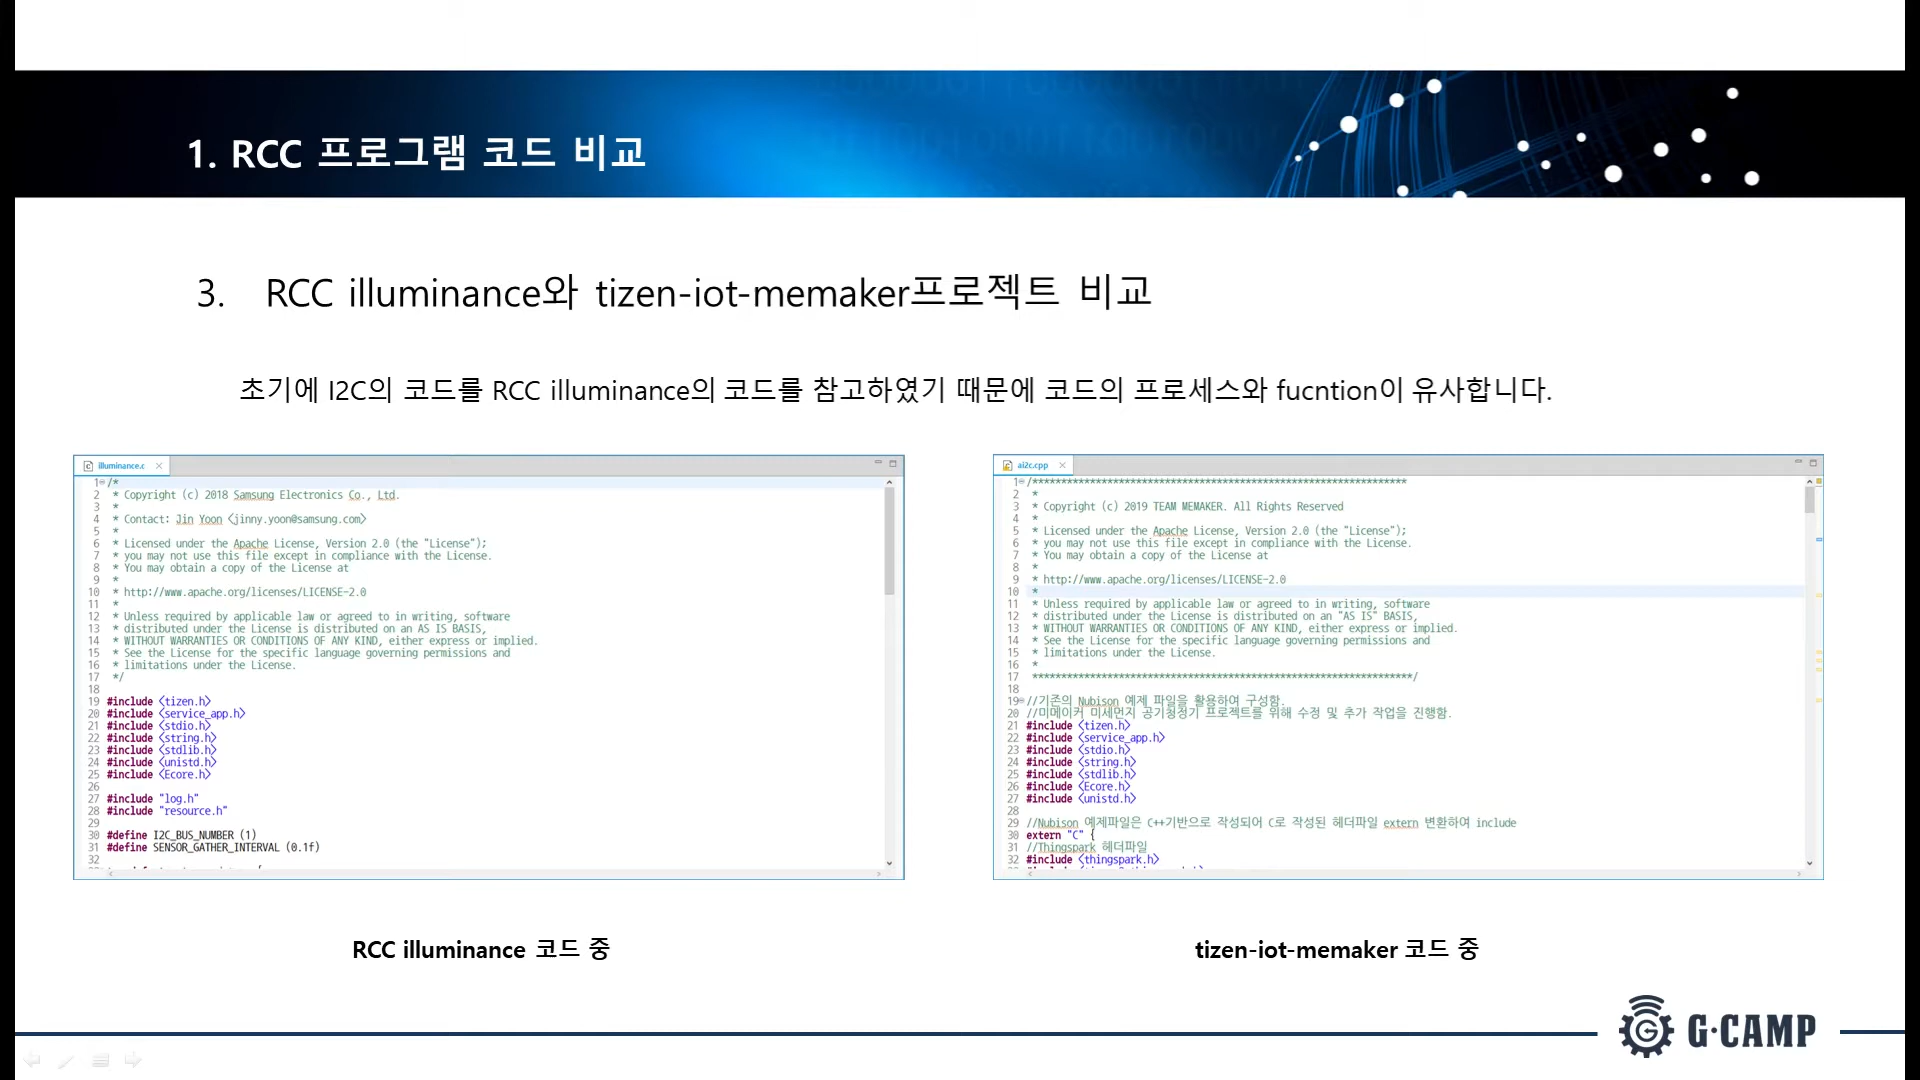 1. RCC 프로그램 코드 비교
3. RCC illuminance와 tizen-iot-memaker프로젝트 비교
초기에 I2C의 코드를 RCC illuminance의 코드를 참고하였기 때문에 코드의 프로세스와 fucntion이 유사합니다.
illuminance.c
1 /*
2 * Copyright (c) 2018 Samsung Electronics Co., Ltd.
3 *
4 * Contact: Jin Yoon <jinny.yoon@samsung.com>
5 *
6 * Licensed under the Apache License, Version 2.0 (the "License");
7 * you may not use this file except in compliance with the License.
8 * You may obtain a copy of the License at
9 *
10 * http://www.apache.org/licenses/LICENSE-2.0
11 *
12 * Unless required by applicable law or agreed to in writing, software
13 * distributed under the License is distributed on an AS IS BASIS,
14 * WITHOUT WARRANTIES OR CONDITIONS OF ANY KIND, either express or implied.
15 * See the License for the specific language governing permissions and
16 * limitations under the License.
17 */
18
19 #include <tizen.h>
20 #include <service_app.h>
21 #include <stdio.h>
22 #include <string.h>
23 #include <stdlib.h>
24 #include <unistd.h>
25 #include <Ecore.h>
26
27 #include "log.h"
28 #include "resource.h"
29
30 #define I2C_BUS_NUMBER (1)
31 #define SENSOR_GATHER_INTERVAL (0.1f)
32
ai2c.cpp
1 /*****************************************************************
2 *
3 * Copyright (c) 2019 TEAM MEMAKER. All Rights Reserved
4 *
5 * Licensed under the Apache License, Version 2.0 (the "License");
6 * you may not use this file except in compliance with the License.
7 * You may obtain a copy of the License at
8 *
9 * http://www.apache.org/licenses/LICENSE-2.0
10 *
11 * Unless required by applicable law or agreed to in writing, software
12 * distributed under the License is distributed on an "AS IS" BASIS,
13 * WITHOUT WARRANTIES OR CONDITIONS OF ANY KIND, either express or implied.
14 * See the License for the specific language governing permissions and
15 * limitations under the License.
16 *
17 ******************************************************************/
18
19 //기존의 Nubison 예제 파일을 활용하여 구성함.
20 //미메이커 미세먼지 공기청정기 프로젝트를 위해 수정 및 추가 작업을 진행함.
21 #include <tizen.h>
22 #include <service_app.h>
23 #include <stdio.h>
24 #include <string.h>
25 #include <stdlib.h>
26 #include <Ecore.h>
27 #include <unistd.h>
28
29 //Nubison 예제파일은 C++기반으로 작성되어 C로 작성된 헤더파일 extern 변환하여 include
30 extern "C" {
31 //Thingspark 헤더파일
32 #include <thingspark.h>
RCC illuminance 코드 중
tizen-iot-memaker 코드 중
G·CAMP